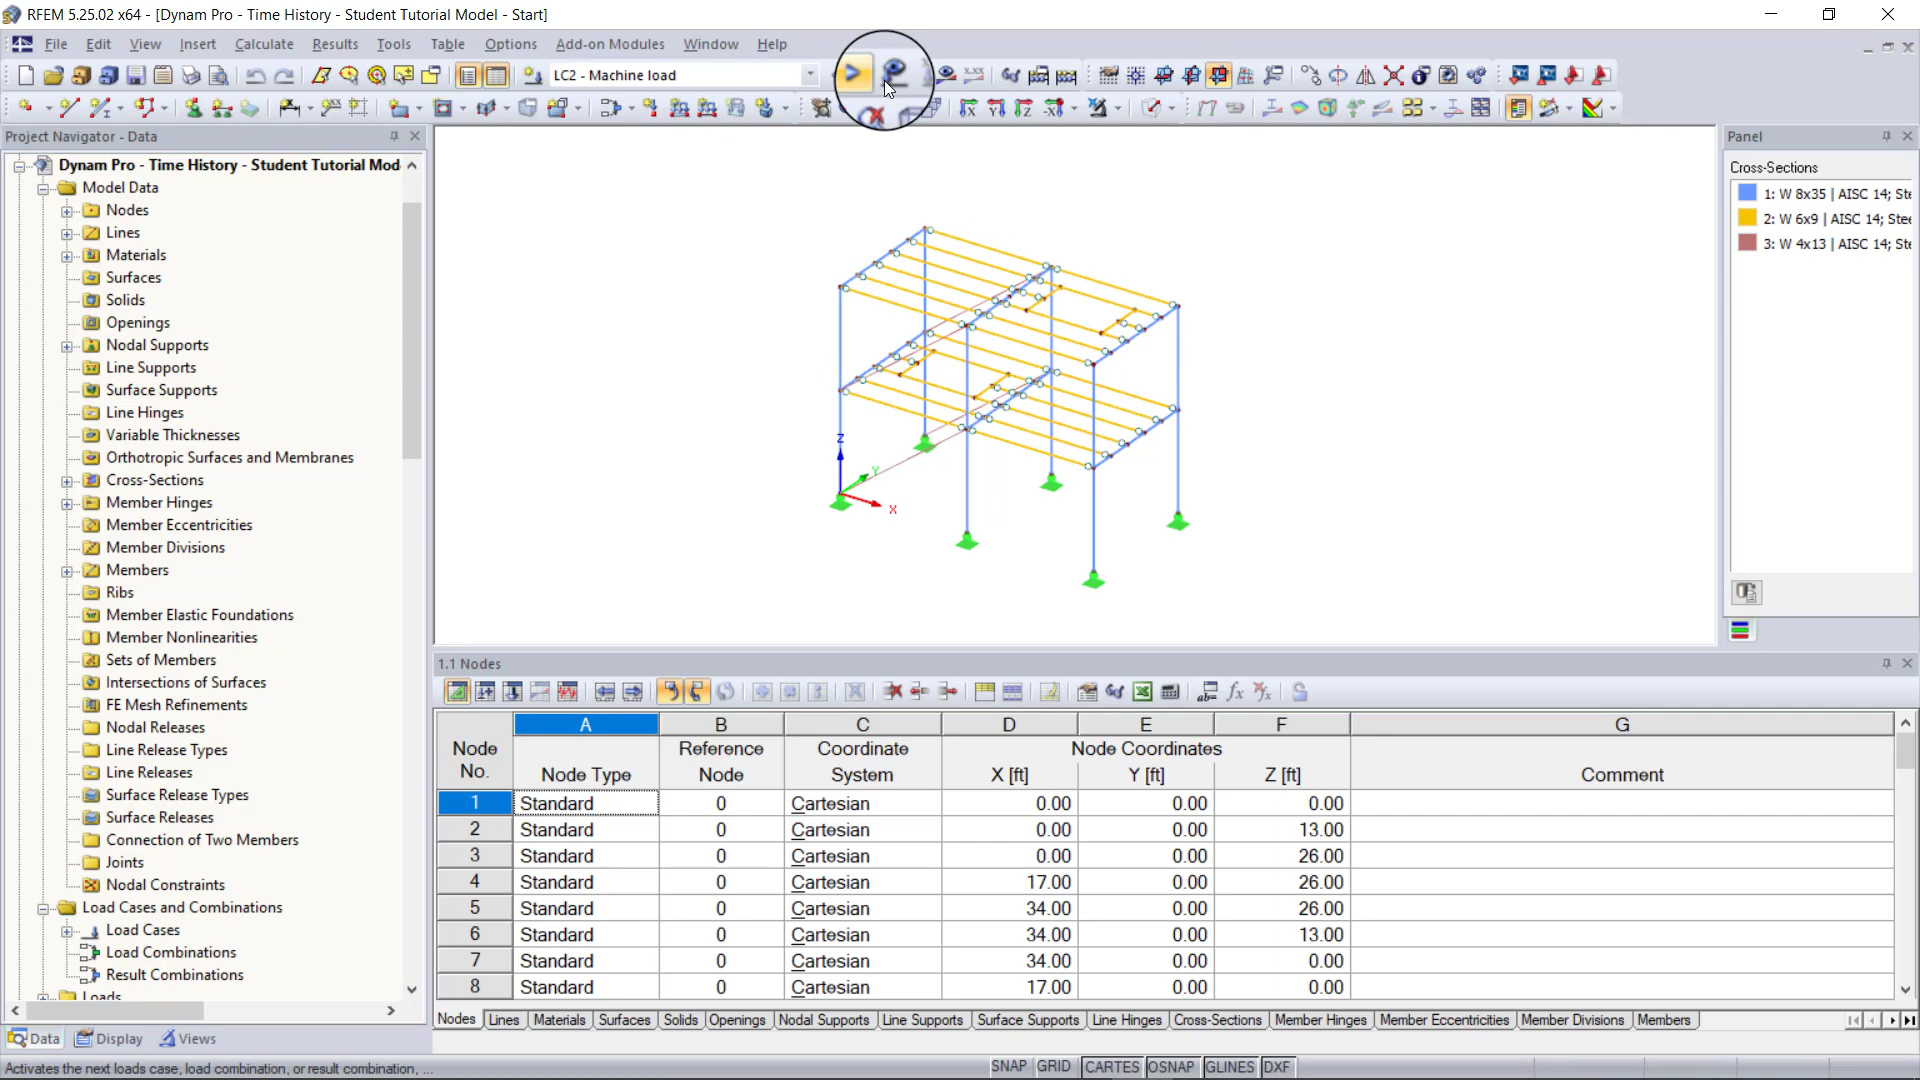 RFEM 5.25.02 x64 - [Dynam Pro - Time History - Student Tutorial Model - Start]
File Edit View Insert Calculate Results Tools Table Options Add-on Modules Window Help
LC2 - Machine load
Project Navigator - Data
Dynam Pro - Time History - Student Tutorial Mod
Model Data
Nodes
Lines
Materials
Surfaces
Solids
Openings
Nodal Supports
Line Supports
Surface Supports
Line Hinges
Variable Thicknesses
Orthotropic Surfaces and Membranes
Cross-Sections
Member Hinges
Member Eccentricities
Member Divisions
Members
Ribs
Member Elastic Foundations
Member Nonlinearities
Sets of Members
Intersections of Surfaces
FE Mesh Refinements
Nodal Releases
Line Release Types
Line Releases
Surface Release Types
Surface Releases
Connection of Two Members
Joints
Nodal Constraints
Load Cases and Combinations
Load Cases
Load Combinations
Result Combinations
Loads
Data Display Views
Z
Y
X
Panel
Cross-Sections
1: W 8x35 | AISC 14; Ste
2: W 6x9 | AISC 14; Stee
3: W 4x13 | AISC 14; Ste
1.1 Nodes
A B C D E F G
Node Reference Coordinate Node Coordinates
No. Node Type Node System X [ft] Y [ft] Z [ft] Comment
1 Standard 0 Cartesian 0.00 0.00 0.00
2 Standard 0 Cartesian 0.00 0.00 13.00
3 Standard 0 Cartesian 0.00 0.00 26.00
4 Standard 0 Cartesian 17.00 0.00 26.00
5 Standard 0 Cartesian 34.00 0.00 26.00
6 Standard 0 Cartesian 34.00 0.00 13.00
7 Standard 0 Cartesian 34.00 0.00 0.00
8 Standard 0 Cartesian 17.00 0.00 0.00
Nodes Lines Materials Surfaces Solids Openings Nodal Supports Line Supports Surface Supports Line Hinges Cross-Sections Member Hinges Member Eccentricities Member Divisions Members
Activates the next loads case, load combination, or result combination, ...
SNAP GRID CARTES OSNAP GLINES DXF